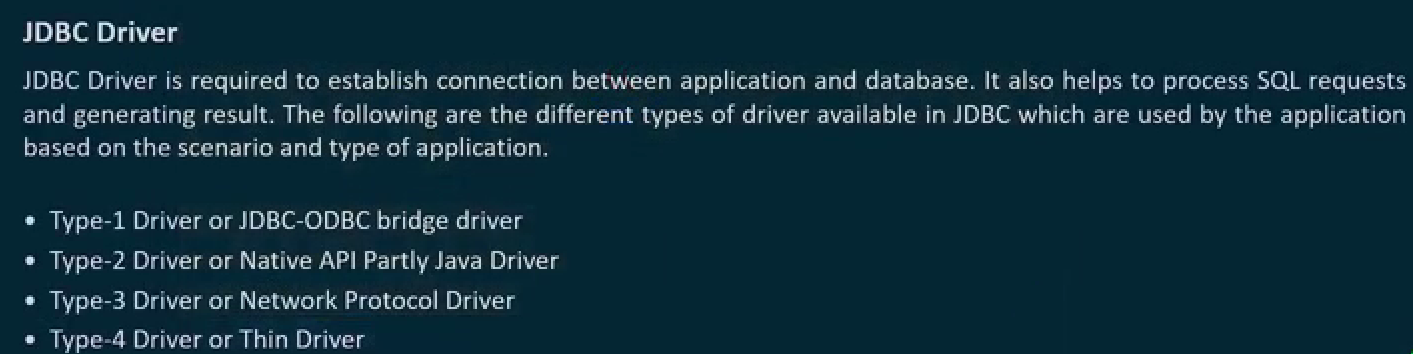 JDBC Driver
JDBC Driver is required to establish connection between application and database. It also helps to process SQL requests
and generating result. The following are the different types of driver available in JDBC which are used by the application
based on the scenario and type of application.
• Type-1 Driver or JDBC-ODBC bridge driver
• Type-2 Driver or Native API Partly Java Driver
• Type-3 Driver or Network Protocol Driver
• Type-4 Driver or Thin Driver